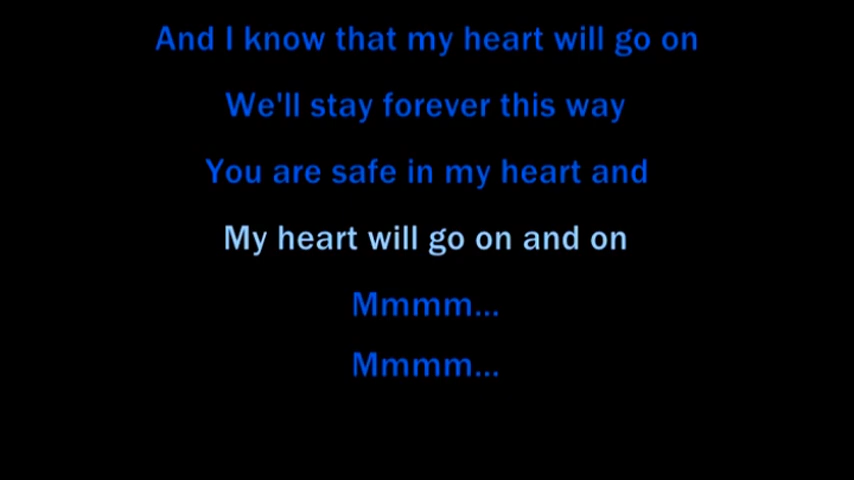 And I know that my heart will go on
We'll stay forever this way
You are safe in my heart and
My heart will go on and on
Mmmm...
Mmmm...